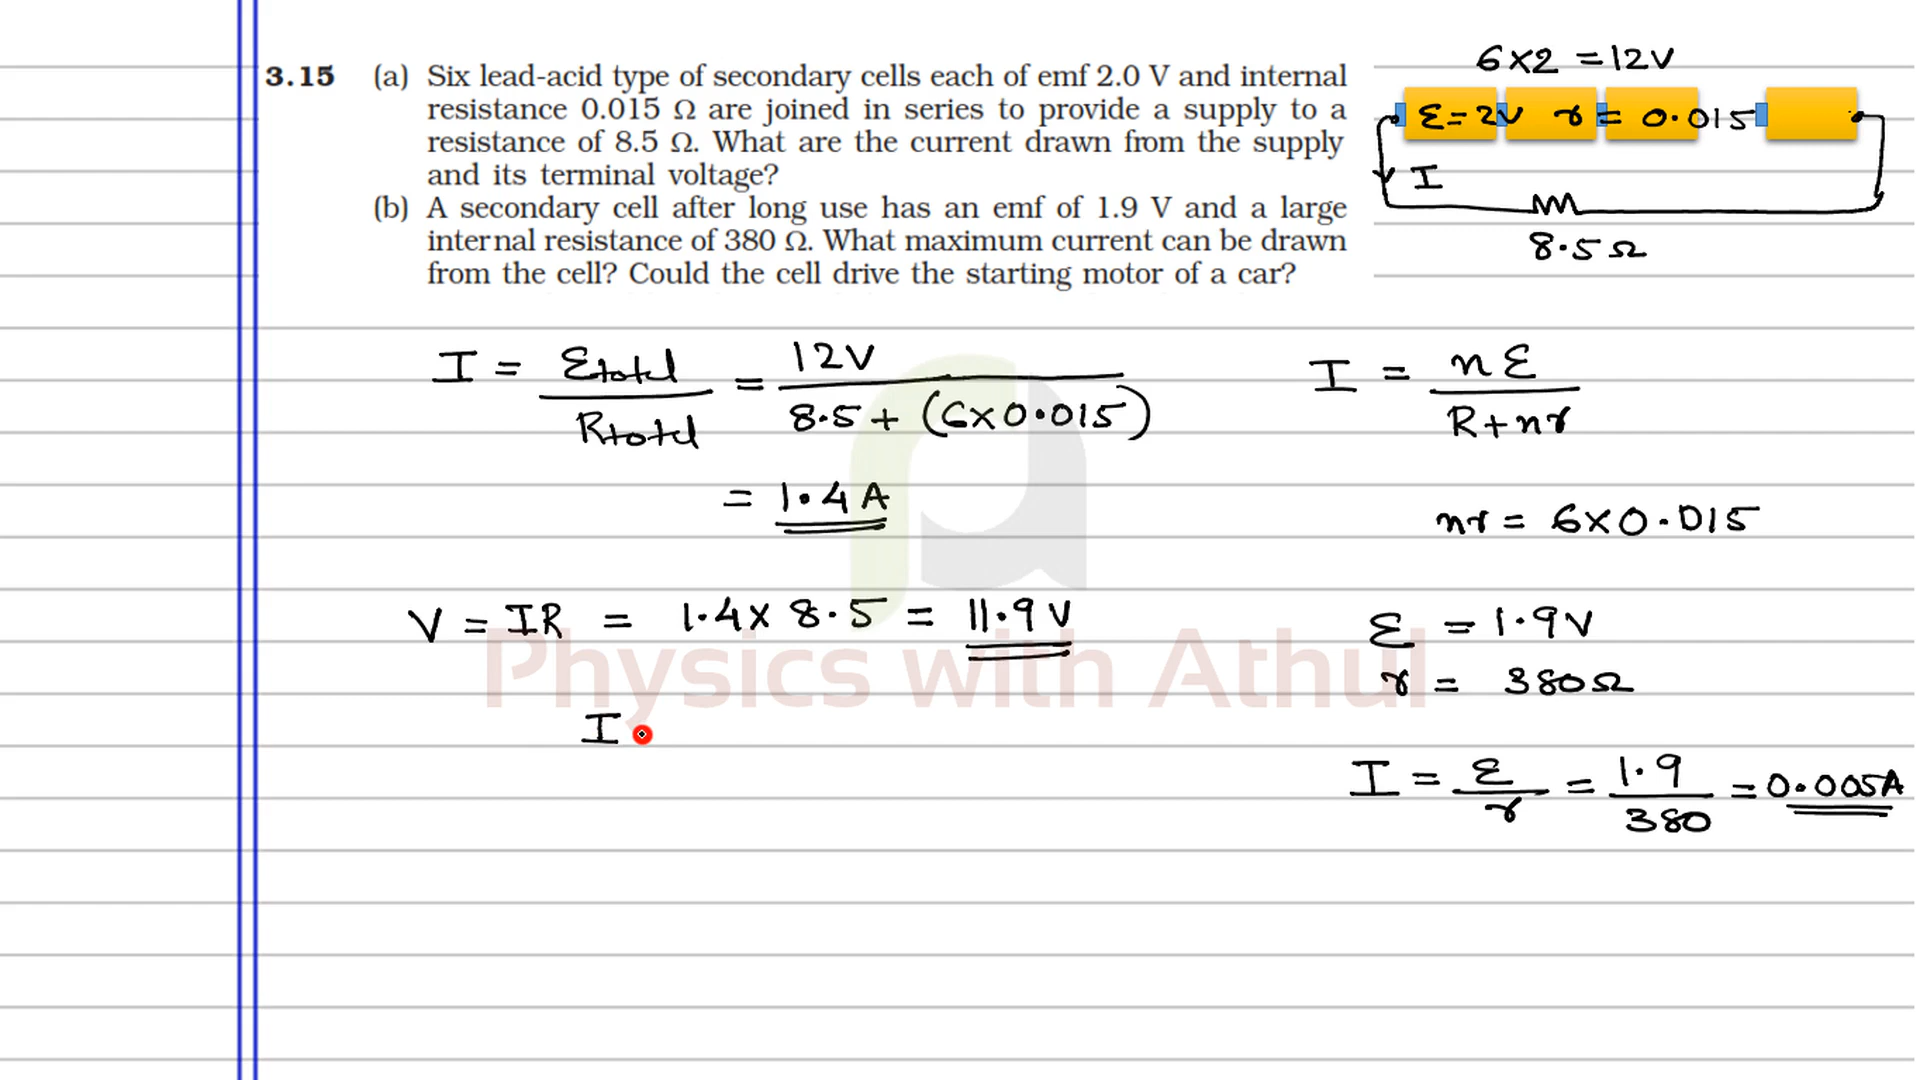 3.15 (a) Six lead-acid type of secondary cells each of emf 2.0 V and internal
resistance 0.015 Ω are joined in series to provide a supply to a
resistance of 8.5 Ω. What are the current drawn from the supply
and its terminal voltage?
(b) A secondary cell after long use has an emf of 1.9 V and a large
internal resistance of 380 Ω. What maximum current can be drawn
from the cell? Could the cell drive the starting motor of a car?
6×2 = 12V
ε = 2V r = 0.015
I
8.5Ω
I = εtotal / Rtotal = 12V / 8.5 + (6×0.015)
= 1.4 A
I = nε / R+nr
nr = 6×0.015
V = IR = 1.4 × 8.5 = 11.9 V
ε = 1.9V
r = 380Ω
I
I = ε / r = 1.9 / 380 = 0.005A
Physics with Athul